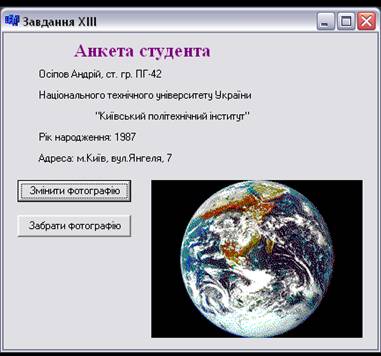 Завдання XIII
Анкета студента
Осіпов Андрій, ст. гр. ПГ-42
Національного технічного університету України
"Київський політехнічний інститут"
Рік народження: 1987
Адреса: м.Київ, вул.Янгеля, 7
Змінити фотографію
Забрати фотографію